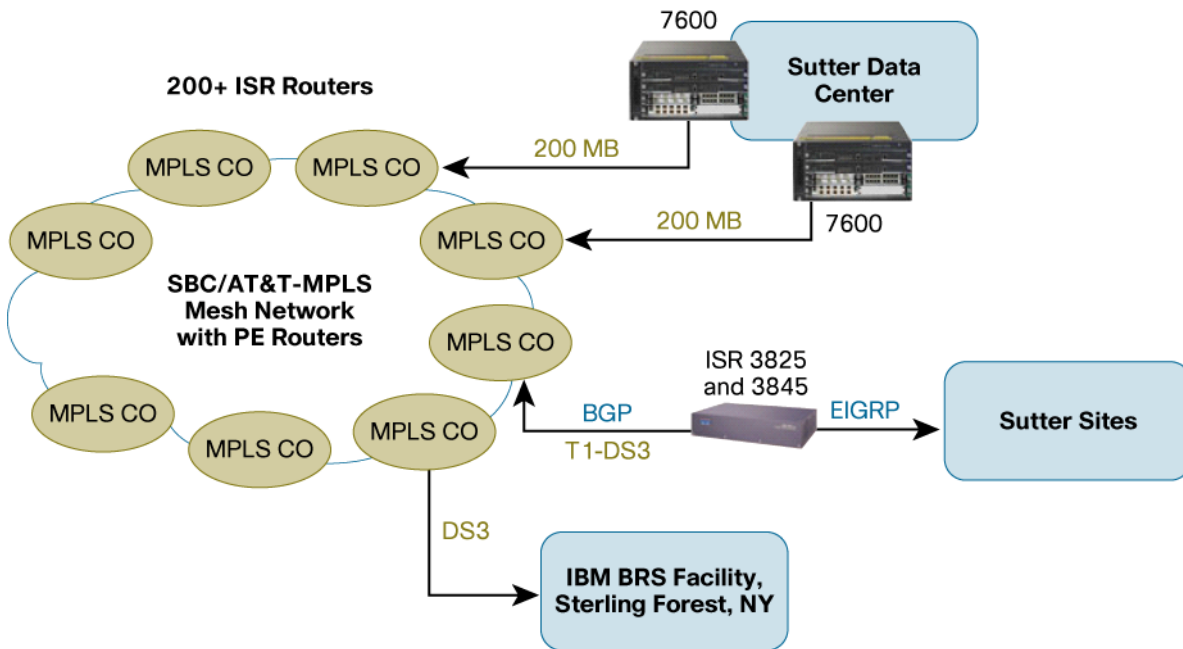 7600
Sutter Data
Center
200+ ISR Routers
200 MB
MPLS CO
MPLS CO
MPLS CO
MPLS CO
200 MB
7600
SBC/AT&T-MPLS
Mesh Network
with PE Routers
MPLS CO
ISR 3825
and 3845
MPLS CO
MPLS CO
MPLS CO
BGP
EIGRP
Sutter Sites
T1-DS3
DS3
IBM BRS Facility,
Sterling Forest, NY